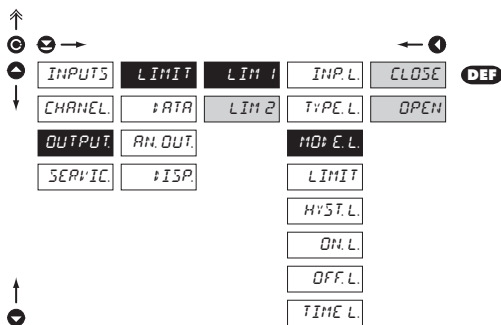 INPUTS LIMIT LIM 1 INP. L. CLOSE DEF
CHANEL. DATA LIM 2 TYPE. L. OPEN
OUTPUT. AN. OUT. MODE. L.
SERVIC. DISP. LIMIT
HYST. L.
ON. L.
OFF. L.
TIME L.